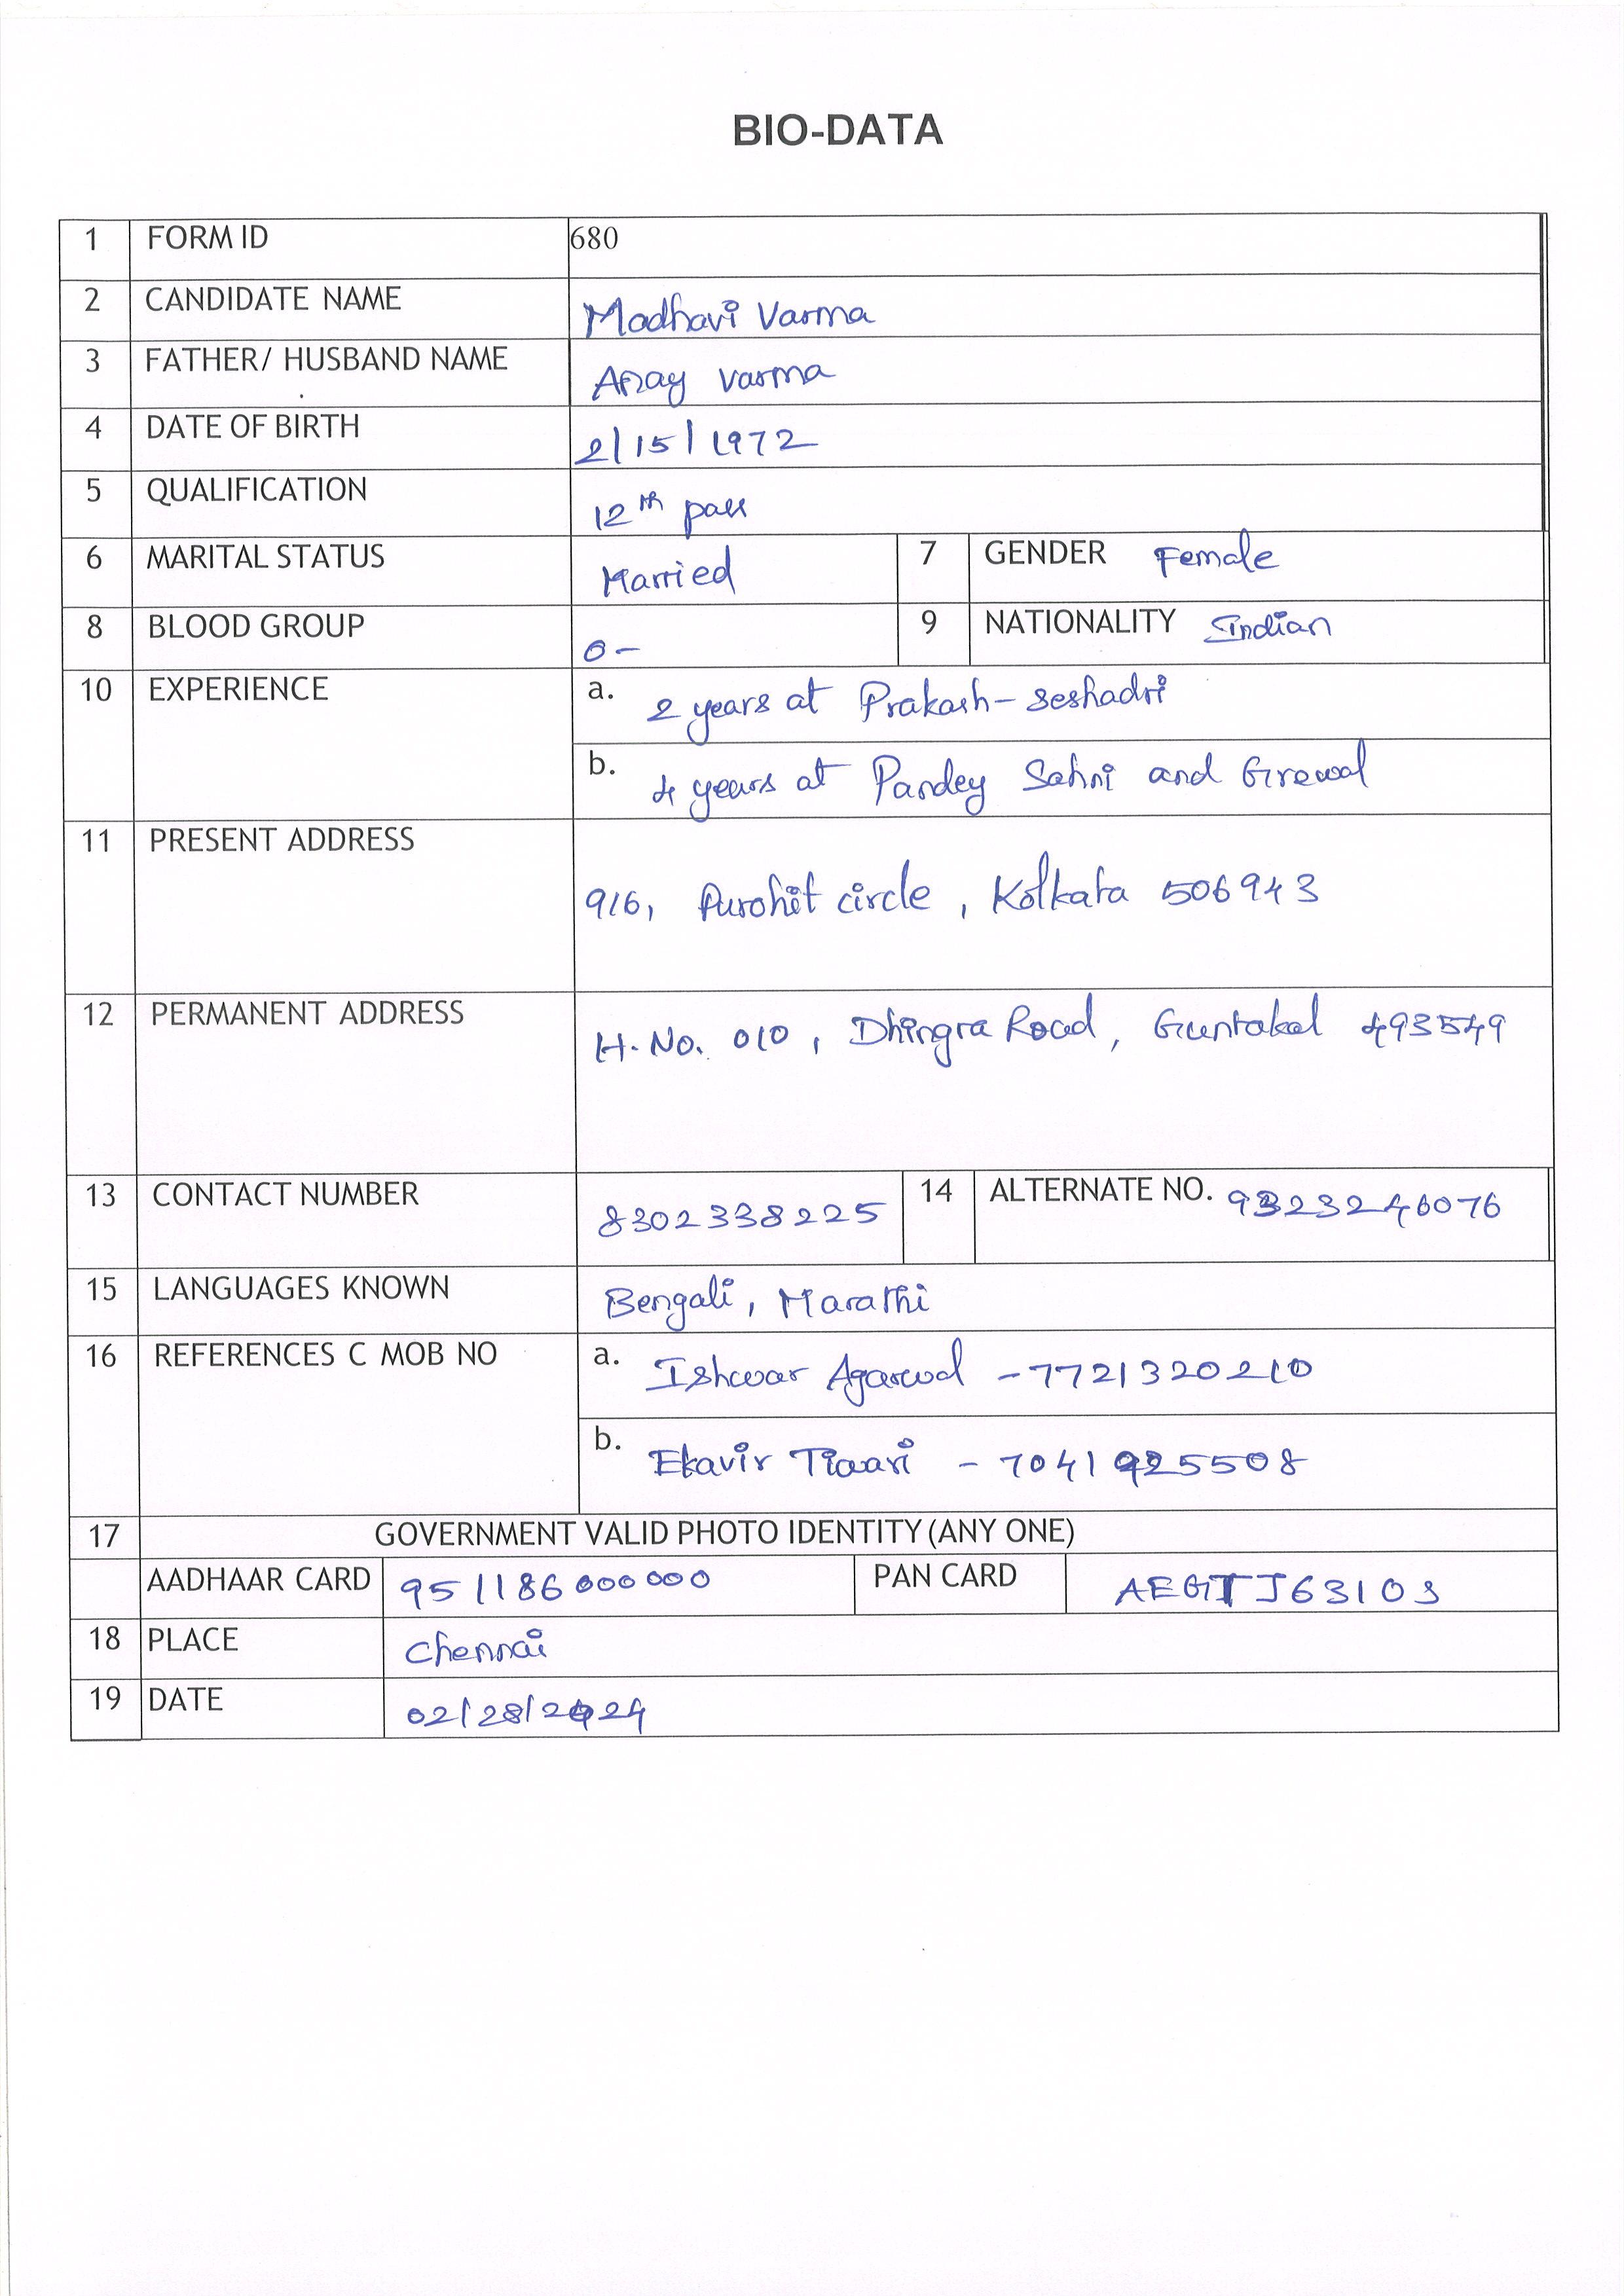 BIO-DATA
1 FORM ID 680
2 CANDIDATE NAME Madhavi Varma
3 FATHER/ HUSBAND NAME Anay Varma
4 DATE OF BIRTH 2/15/1972
5 QUALIFICATION 12th pass
6 MARITAL STATUS Married 7 GENDER Female
8 BLOOD GROUP O- 9 NATIONALITY Indian
10 EXPERIENCE a. 2 years at Prakash-Seshadri
b. 4 years at Pandey Sahni and Grewal
11 PRESENT ADDRESS
916, Purohit circle, Kolkata 506943
12 PERMANENT ADDRESS H. No. 010, Dhingra Road, Guntakal 493549
13 CONTACT NUMBER 8302338225 14 ALTERNATE NO. 9323246076
15 LANGUAGES KNOWN Bengali, Marathi
16 REFERENCES C MOB NO a. Ishwar Agarwal -7721320210
b. Ekavir Tiwari - 7041925508
17 GOVERNMENT VALID PHOTO IDENTITY (ANY ONE)
AADHAAR CARD 951186000000 PAN CARD AEGTJ6310S
18 PLACE Chennai
19 DATE 02/28/2024